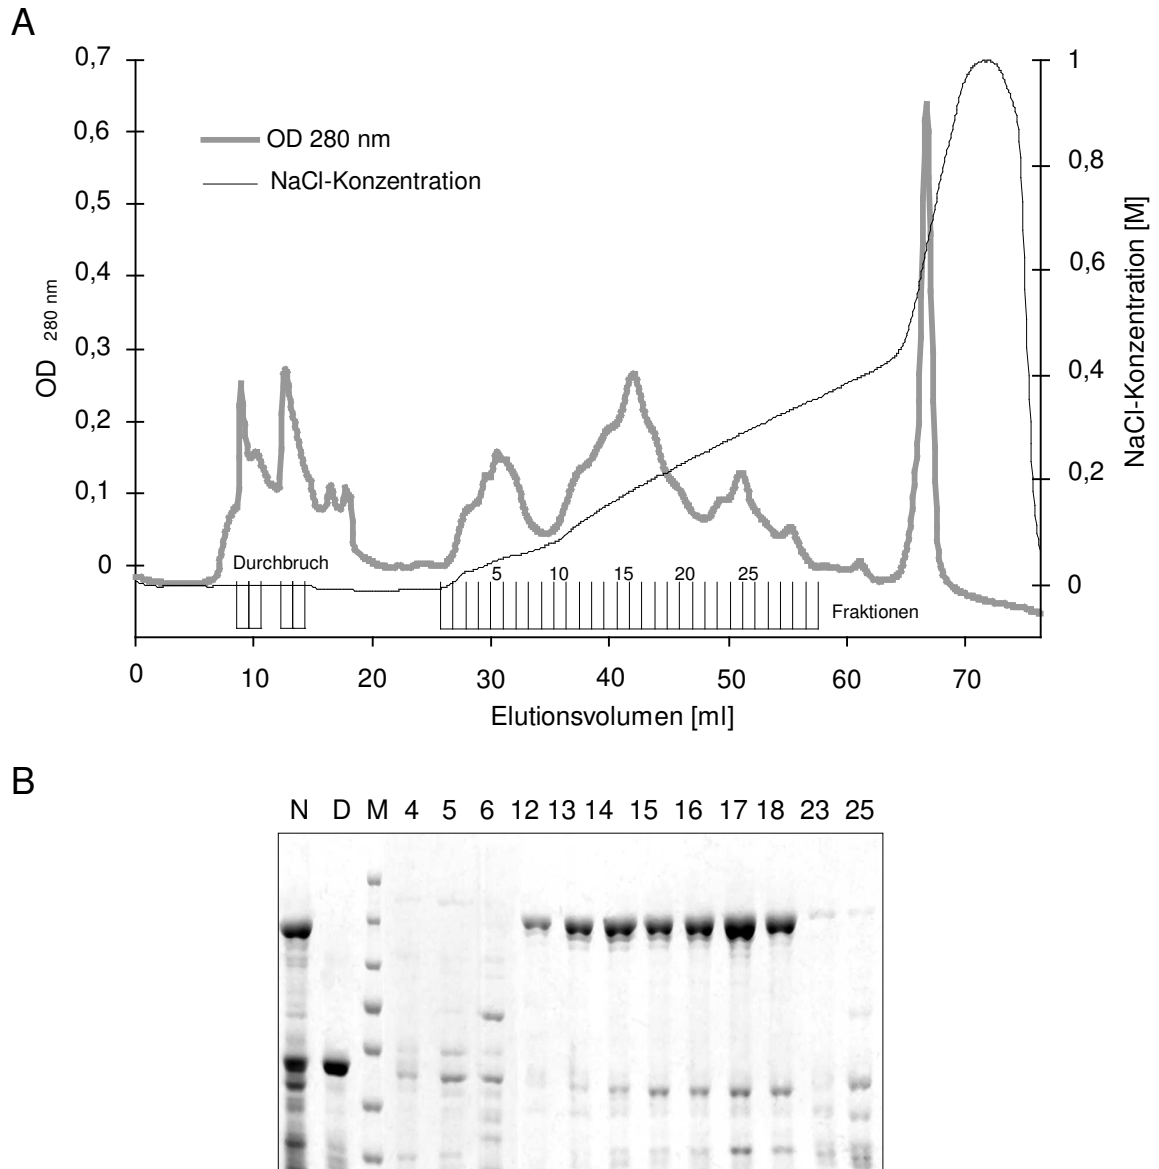 A
0,7
0,6
0,5
0,4
0,3
0,2
0,1
0
OD 280 nm
OD 280 nm
NaCl-Konzentration
1
0,8
0,6
0,4
0,2
0
NaCl-Konzentration [M]
Durchbruch
5 10 15 20 25
Fraktionen
0 10 20 30 40 50 60 70
Elutionsvolumen [ml]
B
N D M 4 5 6 12 13 14 15 16 17 18 23 25